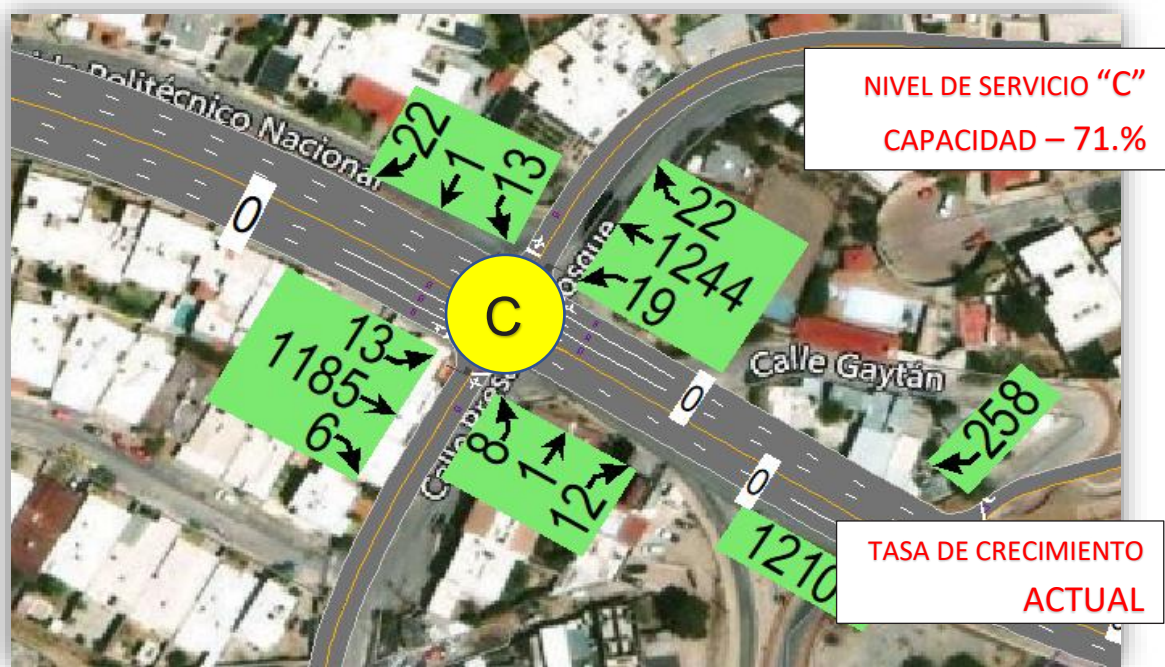 NIVEL DE SERVICIO “C”
CAPACIDAD – 71.%
Politécnico Nacional
22
1
13
22
1244
19
0
C
13
1185
6
Calle Gaytán
0
258
8
1
12
Calle
0
1210
TASA DE CRECIMIENTO
ACTUAL